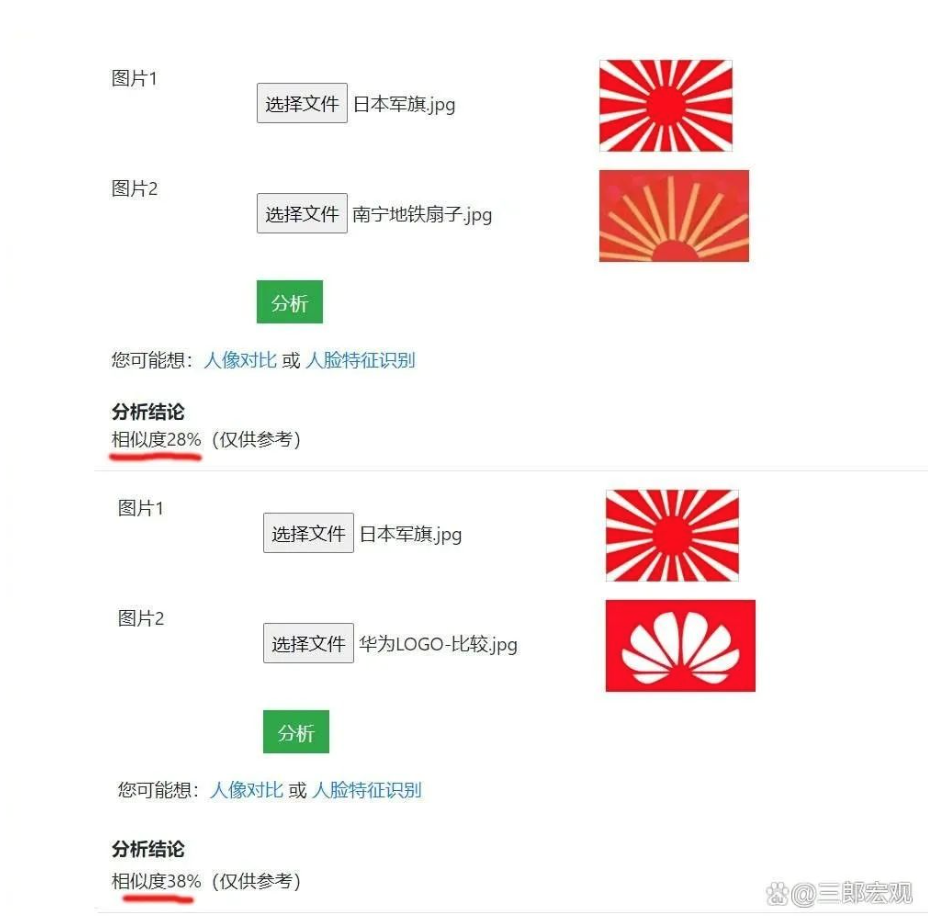 图片1
选择文件 日本军旗.jpg
图片2
选择文件 南宁地铁扇子.jpg
分析
您可能想：人像对比 或 人脸特征识别
分析结论
相似度28%（仅供参考）
图片1
选择文件 日本军旗.jpg
图片2
选择文件 华为LOGO-比较.jpg
分析
您可能想：人像对比 或 人脸特征识别
分析结论
相似度38%（仅供参考）
@三郎宏观